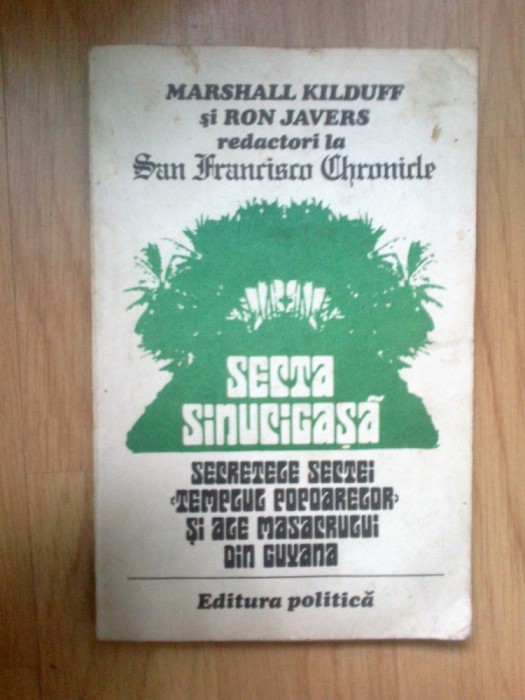 MARSHALL KILDUFF
şi RON JAVERS
redactori la
San Francisco Chronicle
SECTA
SINUCIGAŞĂ
SECRETELE SECTEI
«TEMPLUL POPOARELOR»
ŞI ALE MASACRULUI
DIN GUYANA
Editura politică